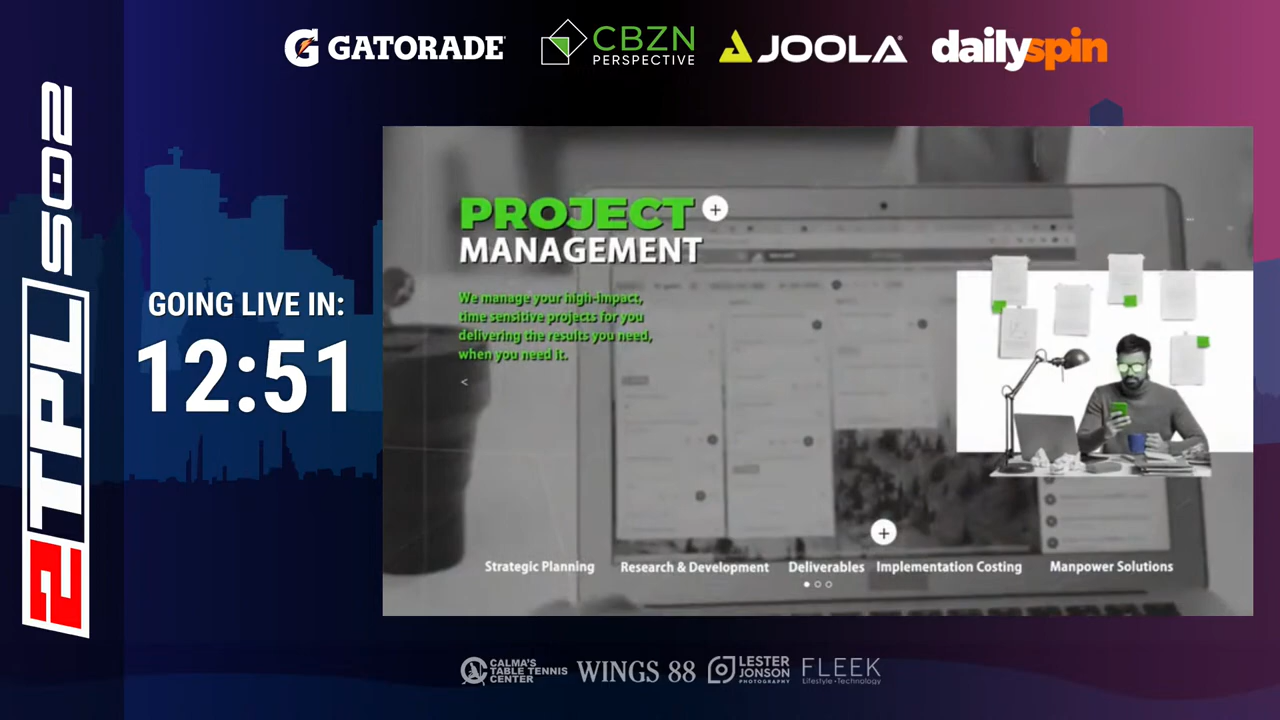 GATORADE
CBZN
PERSPECTIVE
JOOLA
dailyspin
2TPL S02
GOING LIVE IN:
12:51
PROJECT +
MANAGEMENT
We manage your high-impact,
time sensitive projects for you
delivering the results you need,
when you need it.
<
+
Strategic Planning Research & Development Deliverables Implementation Costing Manpower Solutions
CALMA'S
TABLE TENNIS
CENTER
WINGS 88
LESTER
JONSON
PHOTOGRAPHY
FLEEK
Lifestyle • Technology